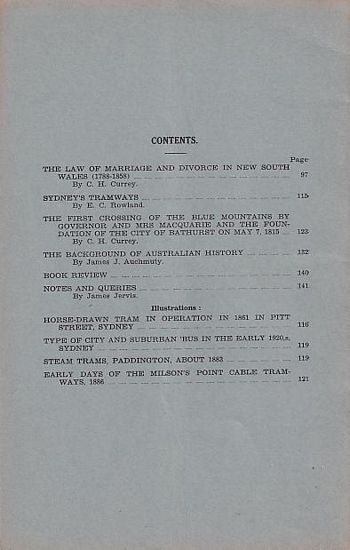 CONTENTS.
Page
THE LAW OF MARRIAGE AND DIVORCE IN NEW SOUTH
WALES (1788-1858) 97
By C. H. Currey.
SYDNEY'S TRAMWAYS 115
By E. C. Rowland.
THE FIRST CROSSING OF THE BLUE MOUNTAINS BY
GOVERNOR AND MRS MACQUARIE AND THE FOUN-
DATION OF THE CITY OF BATHURST ON MAY 7, 1815 123
By C. H. Currey.
THE BACKGROUND OF AUSTRALIAN HISTORY 132
By James J. Auchmuty.
BOOK REVIEW 140
NOTES AND QUERIES 141
By James Jervis.
Illustrations :
HORSE-DRAWN TRAM IN OPERATION IN 1861 IN PITT
STREET, SYDNEY 116
TYPE OF CITY AND SUBURBAN 'BUS IN THE EARLY 1920,s.
SYDNEY 119
STEAM TRAMS, PADDINGTON, ABOUT 1883 119
EARLY DAYS OF THE MILSON'S POINT CABLE TRAM-
WAYS, 1886 121